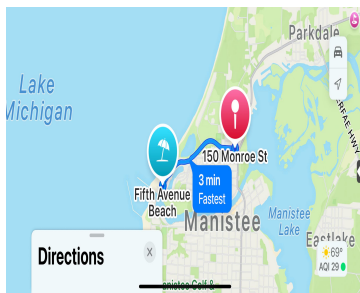 Parkdale
Lake
Michigan
150 Monroe St
3 min
Fastest
Fifth Avenue
Beach
Manistee
Manistee
Lake
Eastlake
69°
AQI 29
Directions
Golf &